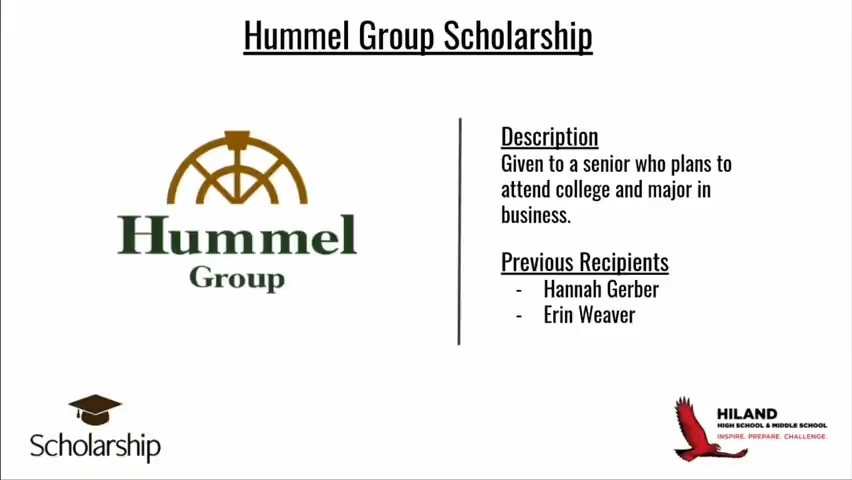 Hummel Group Scholarship
Hummel
Group
Description
Given to a senior who plans to
attend college and major in
business.
Previous Recipients
- Hannah Gerber
- Erin Weaver
Scholarship
HILAND
HIGH SCHOOL & MIDDLE SCHOOL
INSPIRE. PREPARE. CHALLENGE.